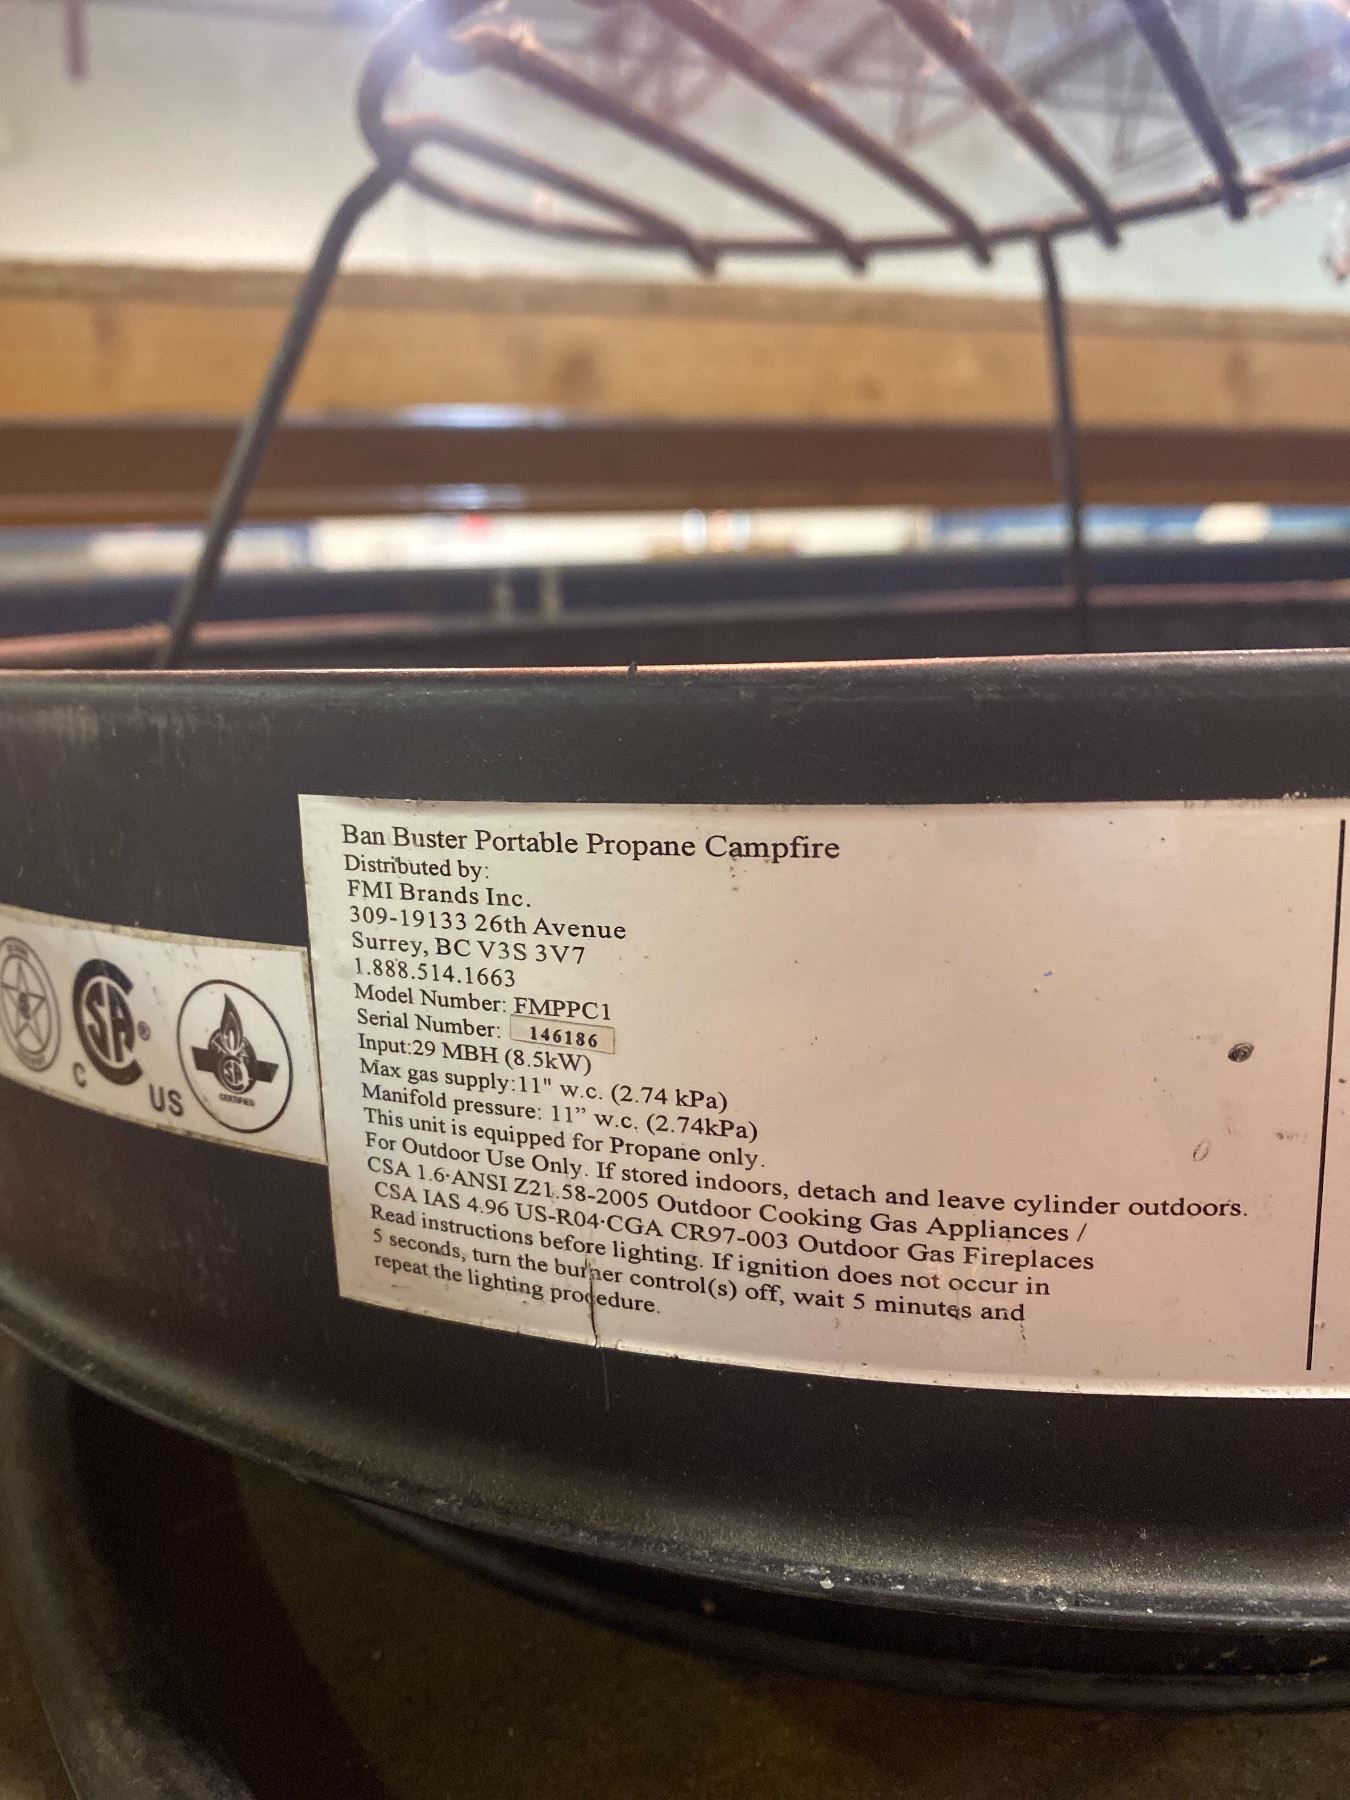 Ban Buster Portable Propane Campfire
Distributed by:
FMI Brands Inc.
309-19133 26th Avenue
Surrey, BC V3S 3V7
1.888.514.1663
Model Number: FMPPC1
Serial Number: 146186
Input:29 MBH (8.5kW)
Max gas supply:11" w.c. (2.74 kPa)
Manifold pressure: 11” w.c. (2.74kPa)
This unit is equipped for Propane only.
For Outdoor Use Only. If stored indoors, detach and leave cylinder outdoors.
CSA 1.6·ANSI Z21.58-2005 Outdoor Cooking Gas Appliances /
CSA IAS 4.96 US-R04·CGA CR97-003 Outdoor Gas Fireplaces
Read instructions before lighting. If ignition does not occur in
5 seconds, turn the burner control(s) off, wait 5 minutes and
repeat the lighting procedure.
C SA® US
SA
CERTIFIED